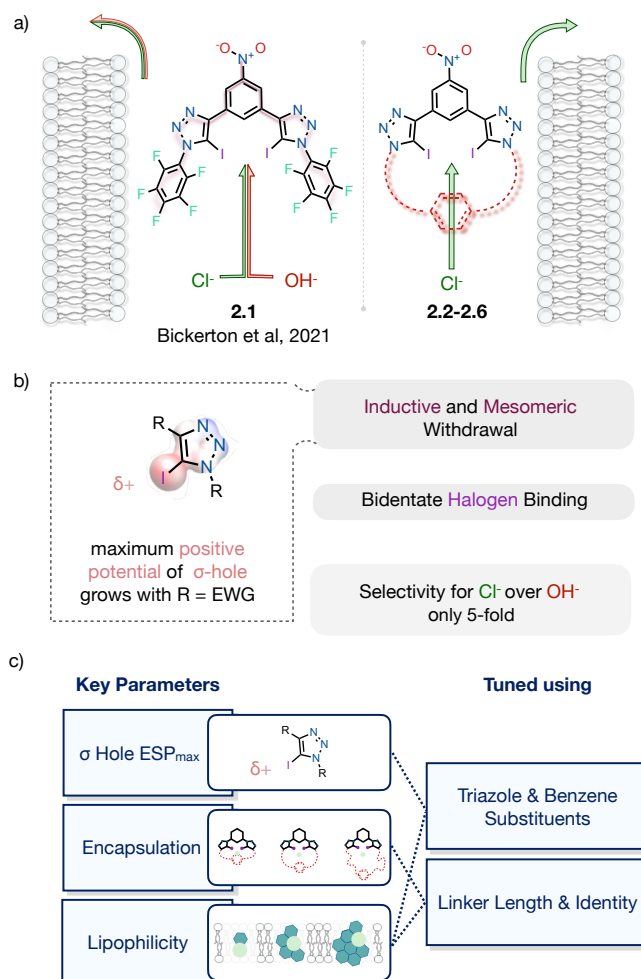 a)
O⁻ N⁺ O
N N N N N N
I I
F F F F F F F F F F
Cl⁻ OH⁻
2.1
Bickerton et al, 2021
⁻O N⁺ O
N N N N N N
I I
Cl⁻
2.2-2.6
b)
R N N N I R
δ+
maximum positive
potential of σ-hole
grows with R = EWG
Inductive and Mesomeric
Withdrawal
Bidentate Halogen Binding
Selectivity for Cl⁻ over OH⁻
only 5-fold
c)
Key Parameters
Tuned using
σ Hole ESPmax
R N N N I R
δ+
Encapsulation
Lipophilicity
Triazole & Benzene
Substituents
Linker Length & Identity